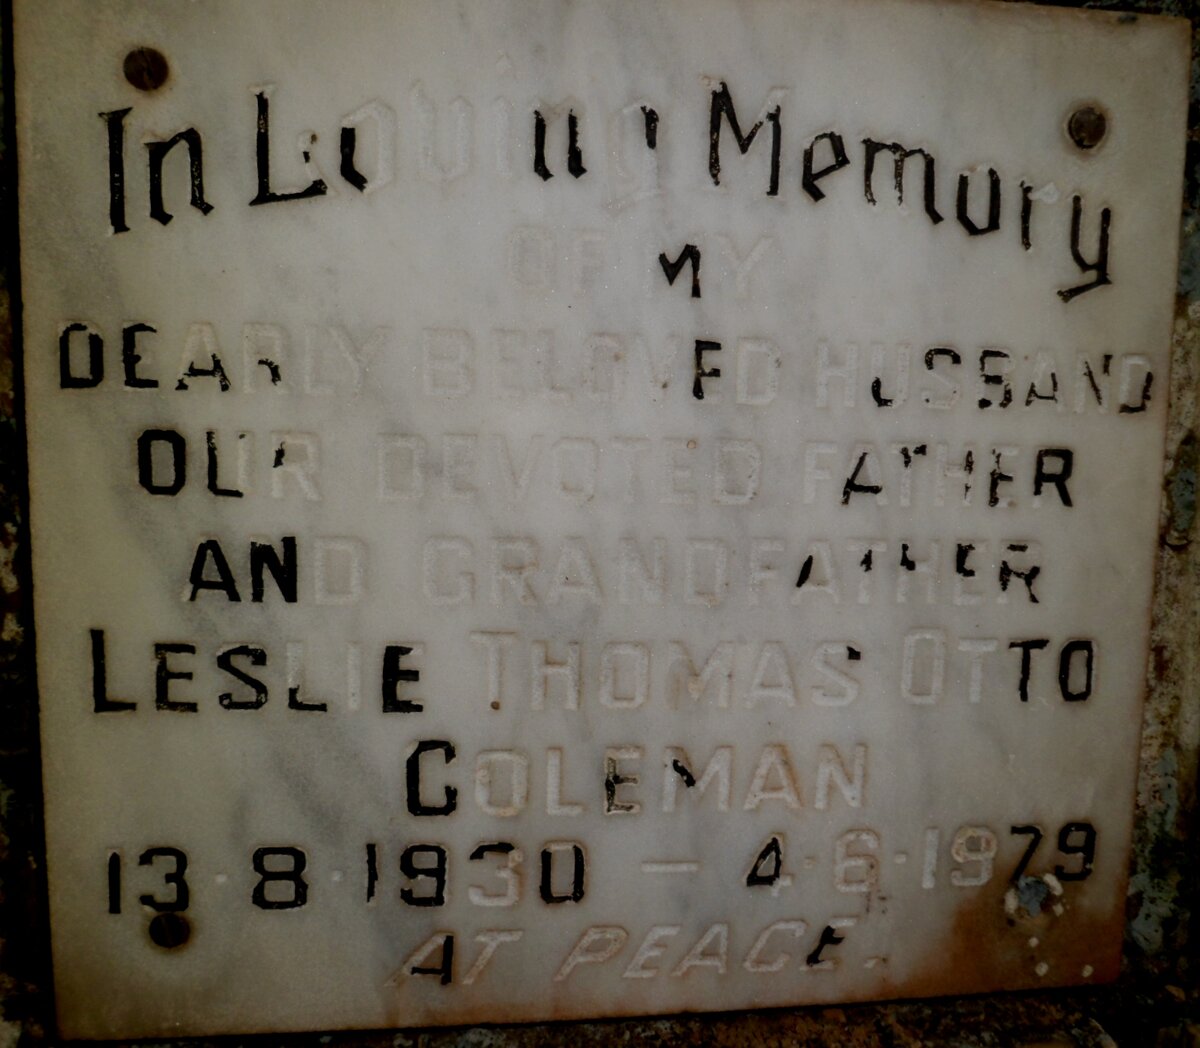 In Loving Memory
OF MY
DEARLY BELOVED HUSBAND
OUR DEVOTED FATHER
AND GRANDFATHER
LESLIE THOMAS OTTO
COLEMAN
13·8·1930 — 4·6·1979
AT PEACE.